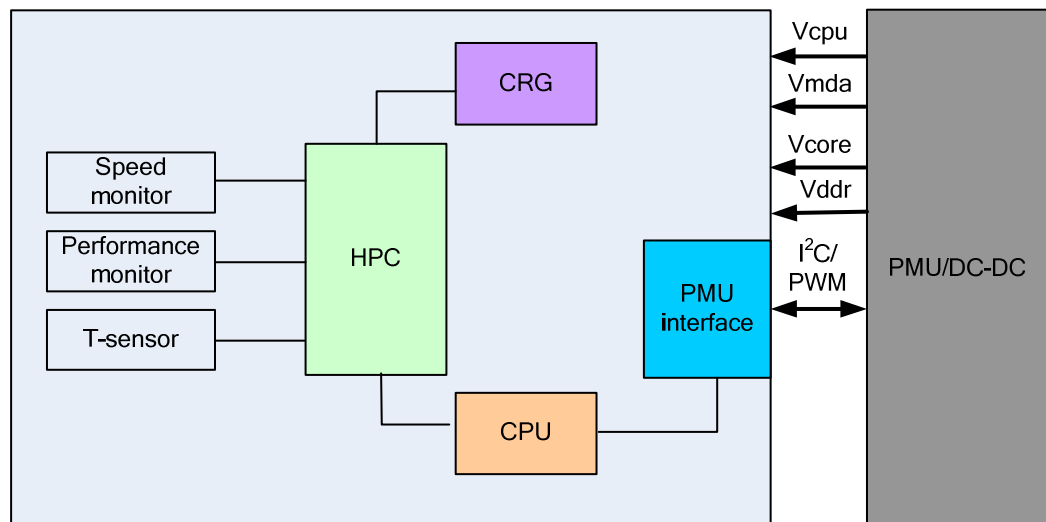 Vcpu
CRG
Vmda
Speed
monitor
Vcore
Vddr
Performance
monitor
HPC
I²C/
PWM
PMU/DC-DC
PMU
interface
T-sensor
CPU